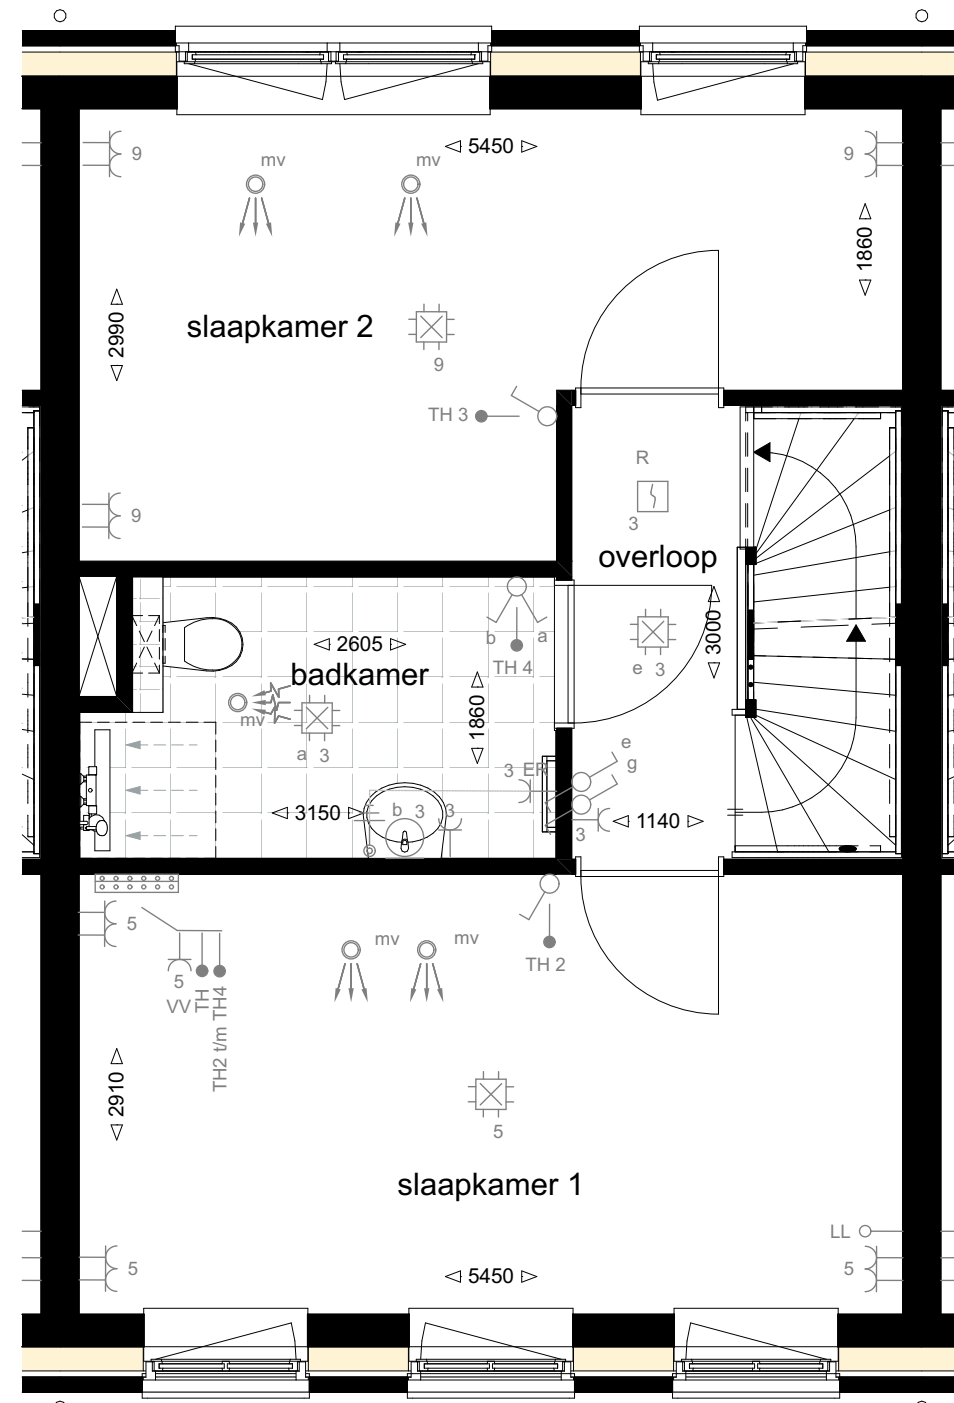 mv
mv
5450
9
9
1860
2990
slaapkamer 2
9
TH 3
R
3
9
overloop
b
a
TH 4
2605
badkamer
e 3
3000
mv
a 3
1860
3 ER
e
g
3150
b 3 3
3
1140
5
mv
mv
TH 2
5
VV
TH
TH2 t/m TH4
2910
5
slaapkamer 1
LL
5
5
5450